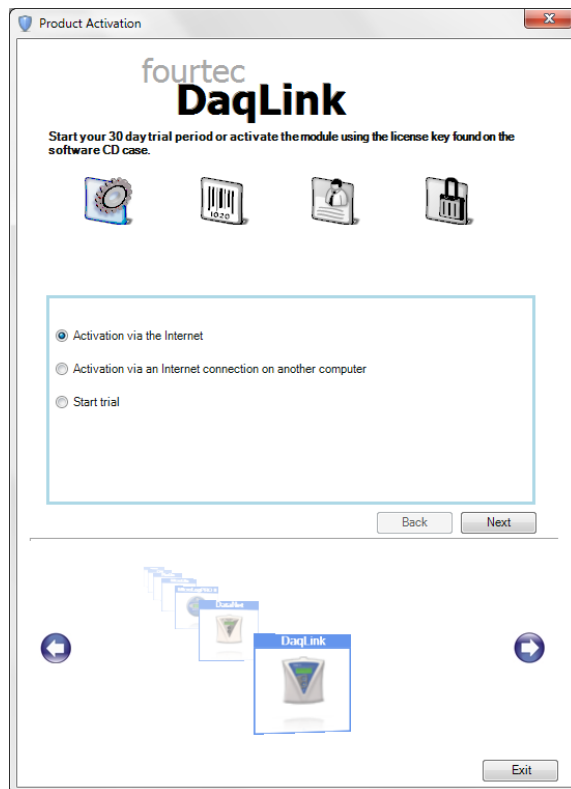 Product Activation
fourtec
DaqLink
Start your 30 day trial period or activate the module using the license key found on the
software CD case.
1020
Activation via the Internet
Activation via an Internet connection on another computer
Start trial
Back
Next
DaqLink
Exit